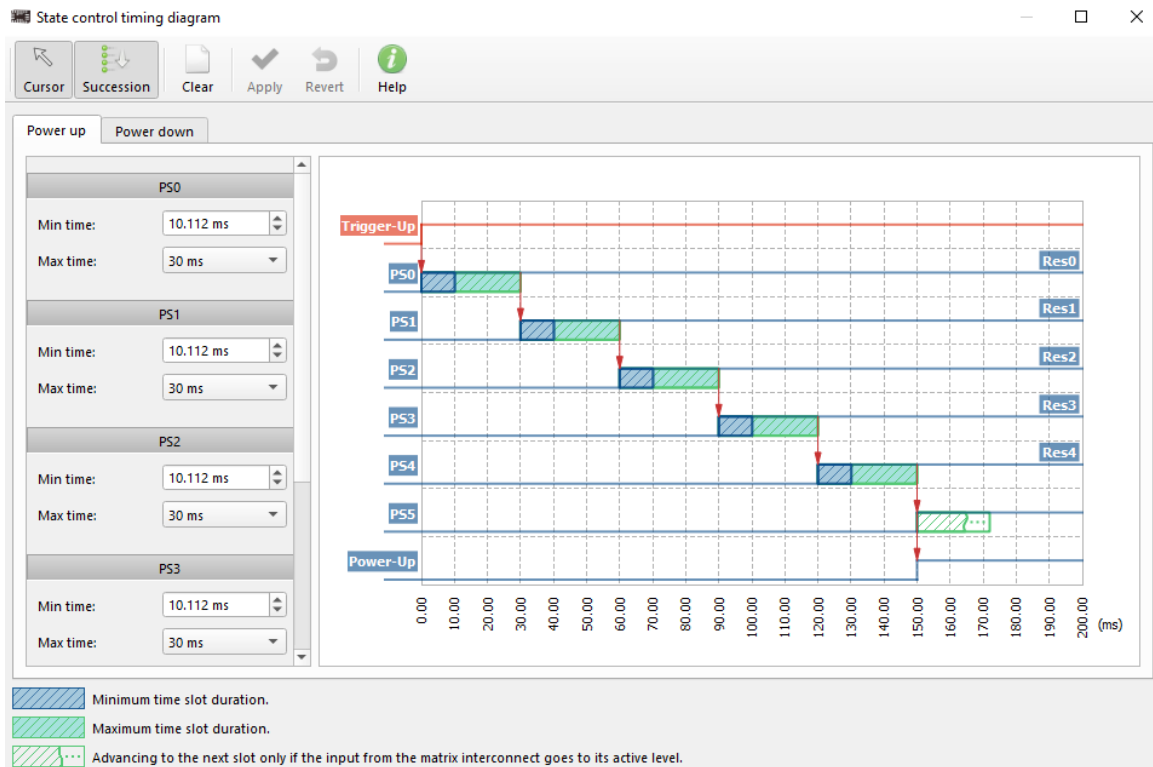 State control timing diagram
Cursor Succession Clear Apply Revert Help
Power up Power down
PS0
Min time: 10.112 ms
Max time: 30 ms
PS1
Min time: 10.112 ms
Max time: 30 ms
PS2
Min time: 10.112 ms
Max time: 30 ms
PS3
Min time: 10.112 ms
Max time: 30 ms
Trigger-Up
PS0 Res0
PS1 Res1
PS2 Res2
PS3 Res3
PS4 Res4
PS5
Power-Up
0.00 10.00 20.00 30.00 40.00 50.00 60.00 70.00 80.00 90.00 100.00 110.00 120.00 130.00 140.00 150.00 160.00 170.00 180.00 190.00 200.00 (ms)
Minimum time slot duration.
Maximum time slot duration.
Advancing to the next slot only if the input from the matrix interconnect goes to its active level.